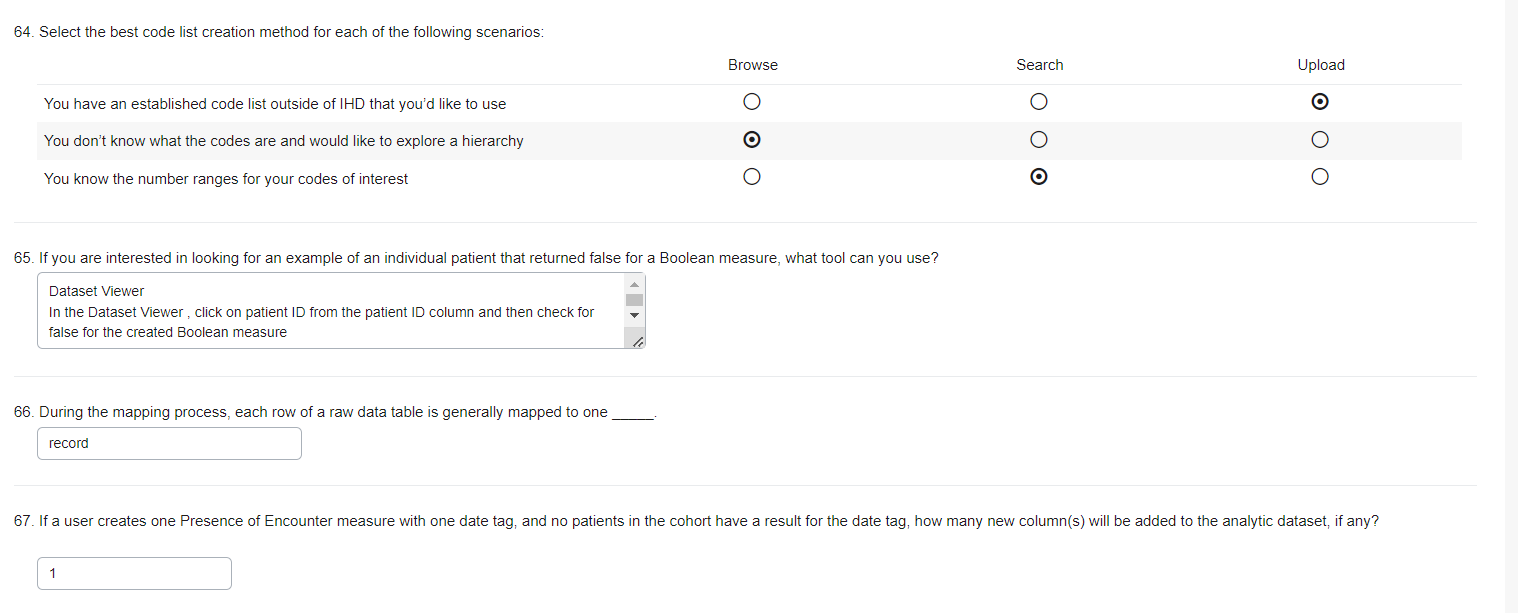 64. Select the best code list creation method for each of the following scenarios:
Browse Search Upload
You have an established code list outside of IHD that you'd like to use
You don't know what the codes are and would like to explore a hierarchy
You know the number ranges for your codes of interest
65. If you are interested in looking for an example of an individual patient that returned false for a Boolean measure, what tool can you use?
Dataset Viewer
In the Dataset Viewer , click on patient ID from the patient ID column and then check for
false for the created Boolean measure
66. During the mapping process, each row of a raw data table is generally mapped to one _____.
record
67. If a user creates one Presence of Encounter measure with one date tag, and no patients in the cohort have a result for the date tag, how many new column(s) will be added to the analytic dataset, if any?
1